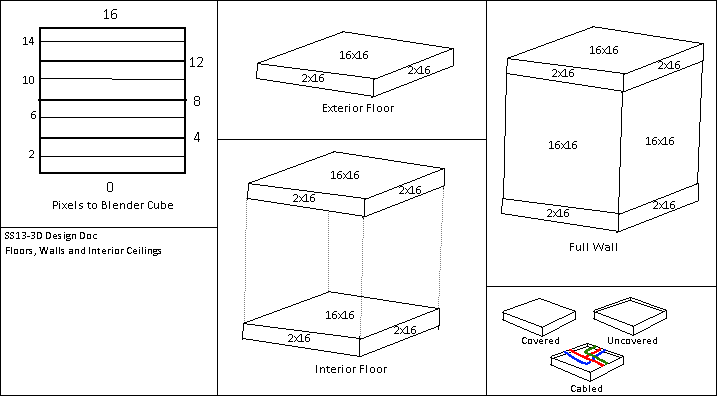 16
14
12
10
8
6
4
2
0
Pixels to Blender Cube
SS13-3D Design Doc
Floors, Walls and Interior Ceilings
16x16
2x16
2x16
Exterior Floor
16x16
2x16
2x16
16x16
2x16
2x16
Interior Floor
16x16
2x16
2x16
16x16
16x16
2x16
2x16
Full Wall
Covered
Uncovered
Cabled